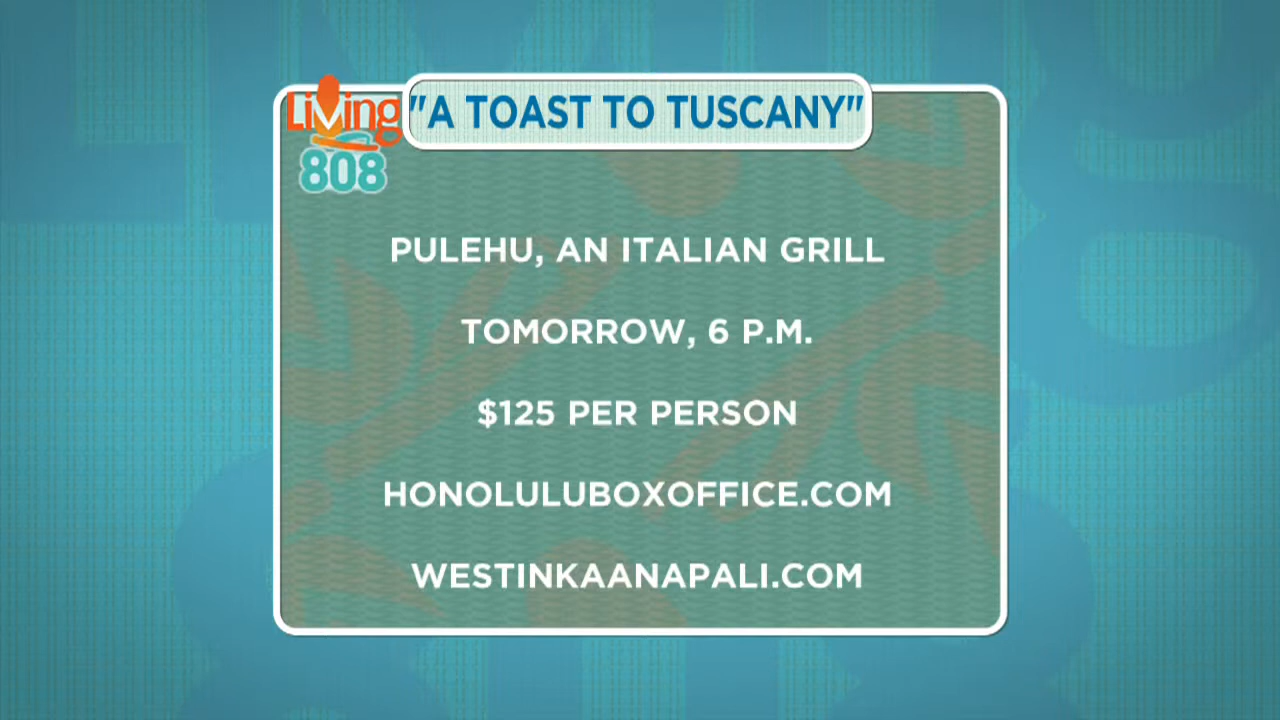 Living
808
"A TOAST TO TUSCANY"
PULEHU, AN ITALIAN GRILL
TOMORROW, 6 P.M.
$125 PER PERSON
HONOLULUBOXOFFICE.COM
WESTINKAANAPALI.COM